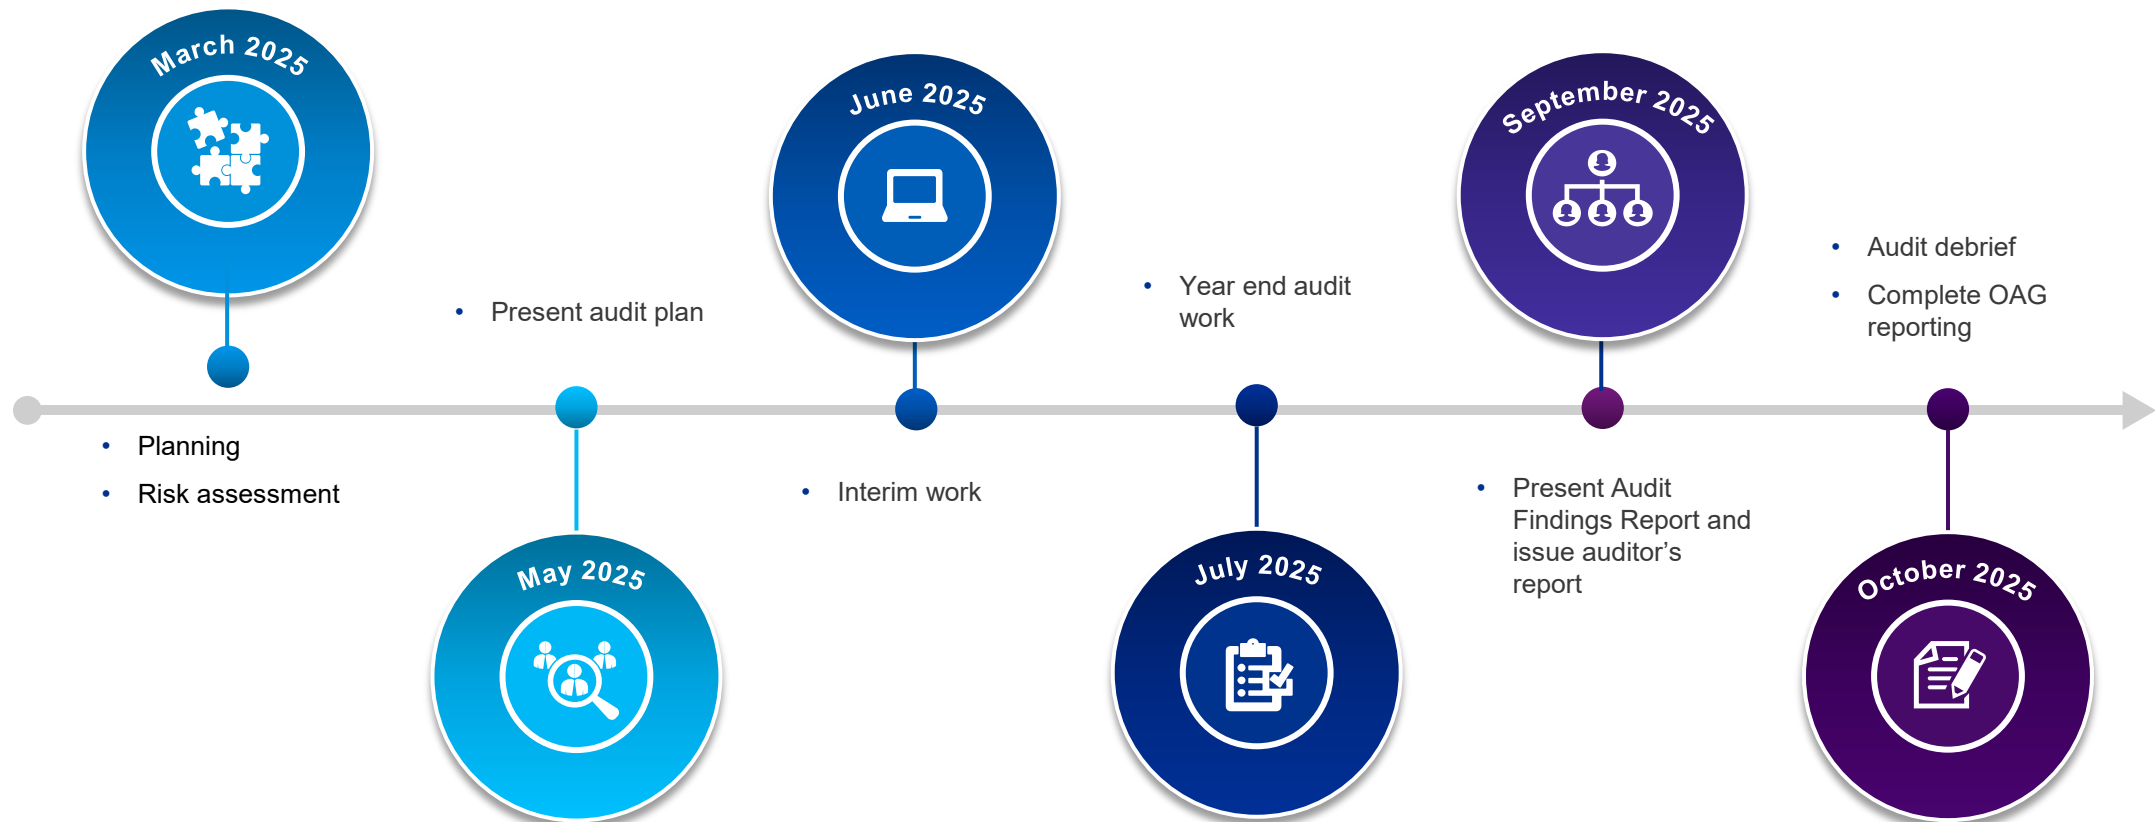 March 2025
• Planning
• Risk assessment
• Present audit plan
May 2025
June 2025
• Interim work
• Year end audit
work
July 2025
September 2025
• Present Audit
Findings Report and
issue auditor’s
report
• Audit debrief
• Complete OAG
reporting
October 2025